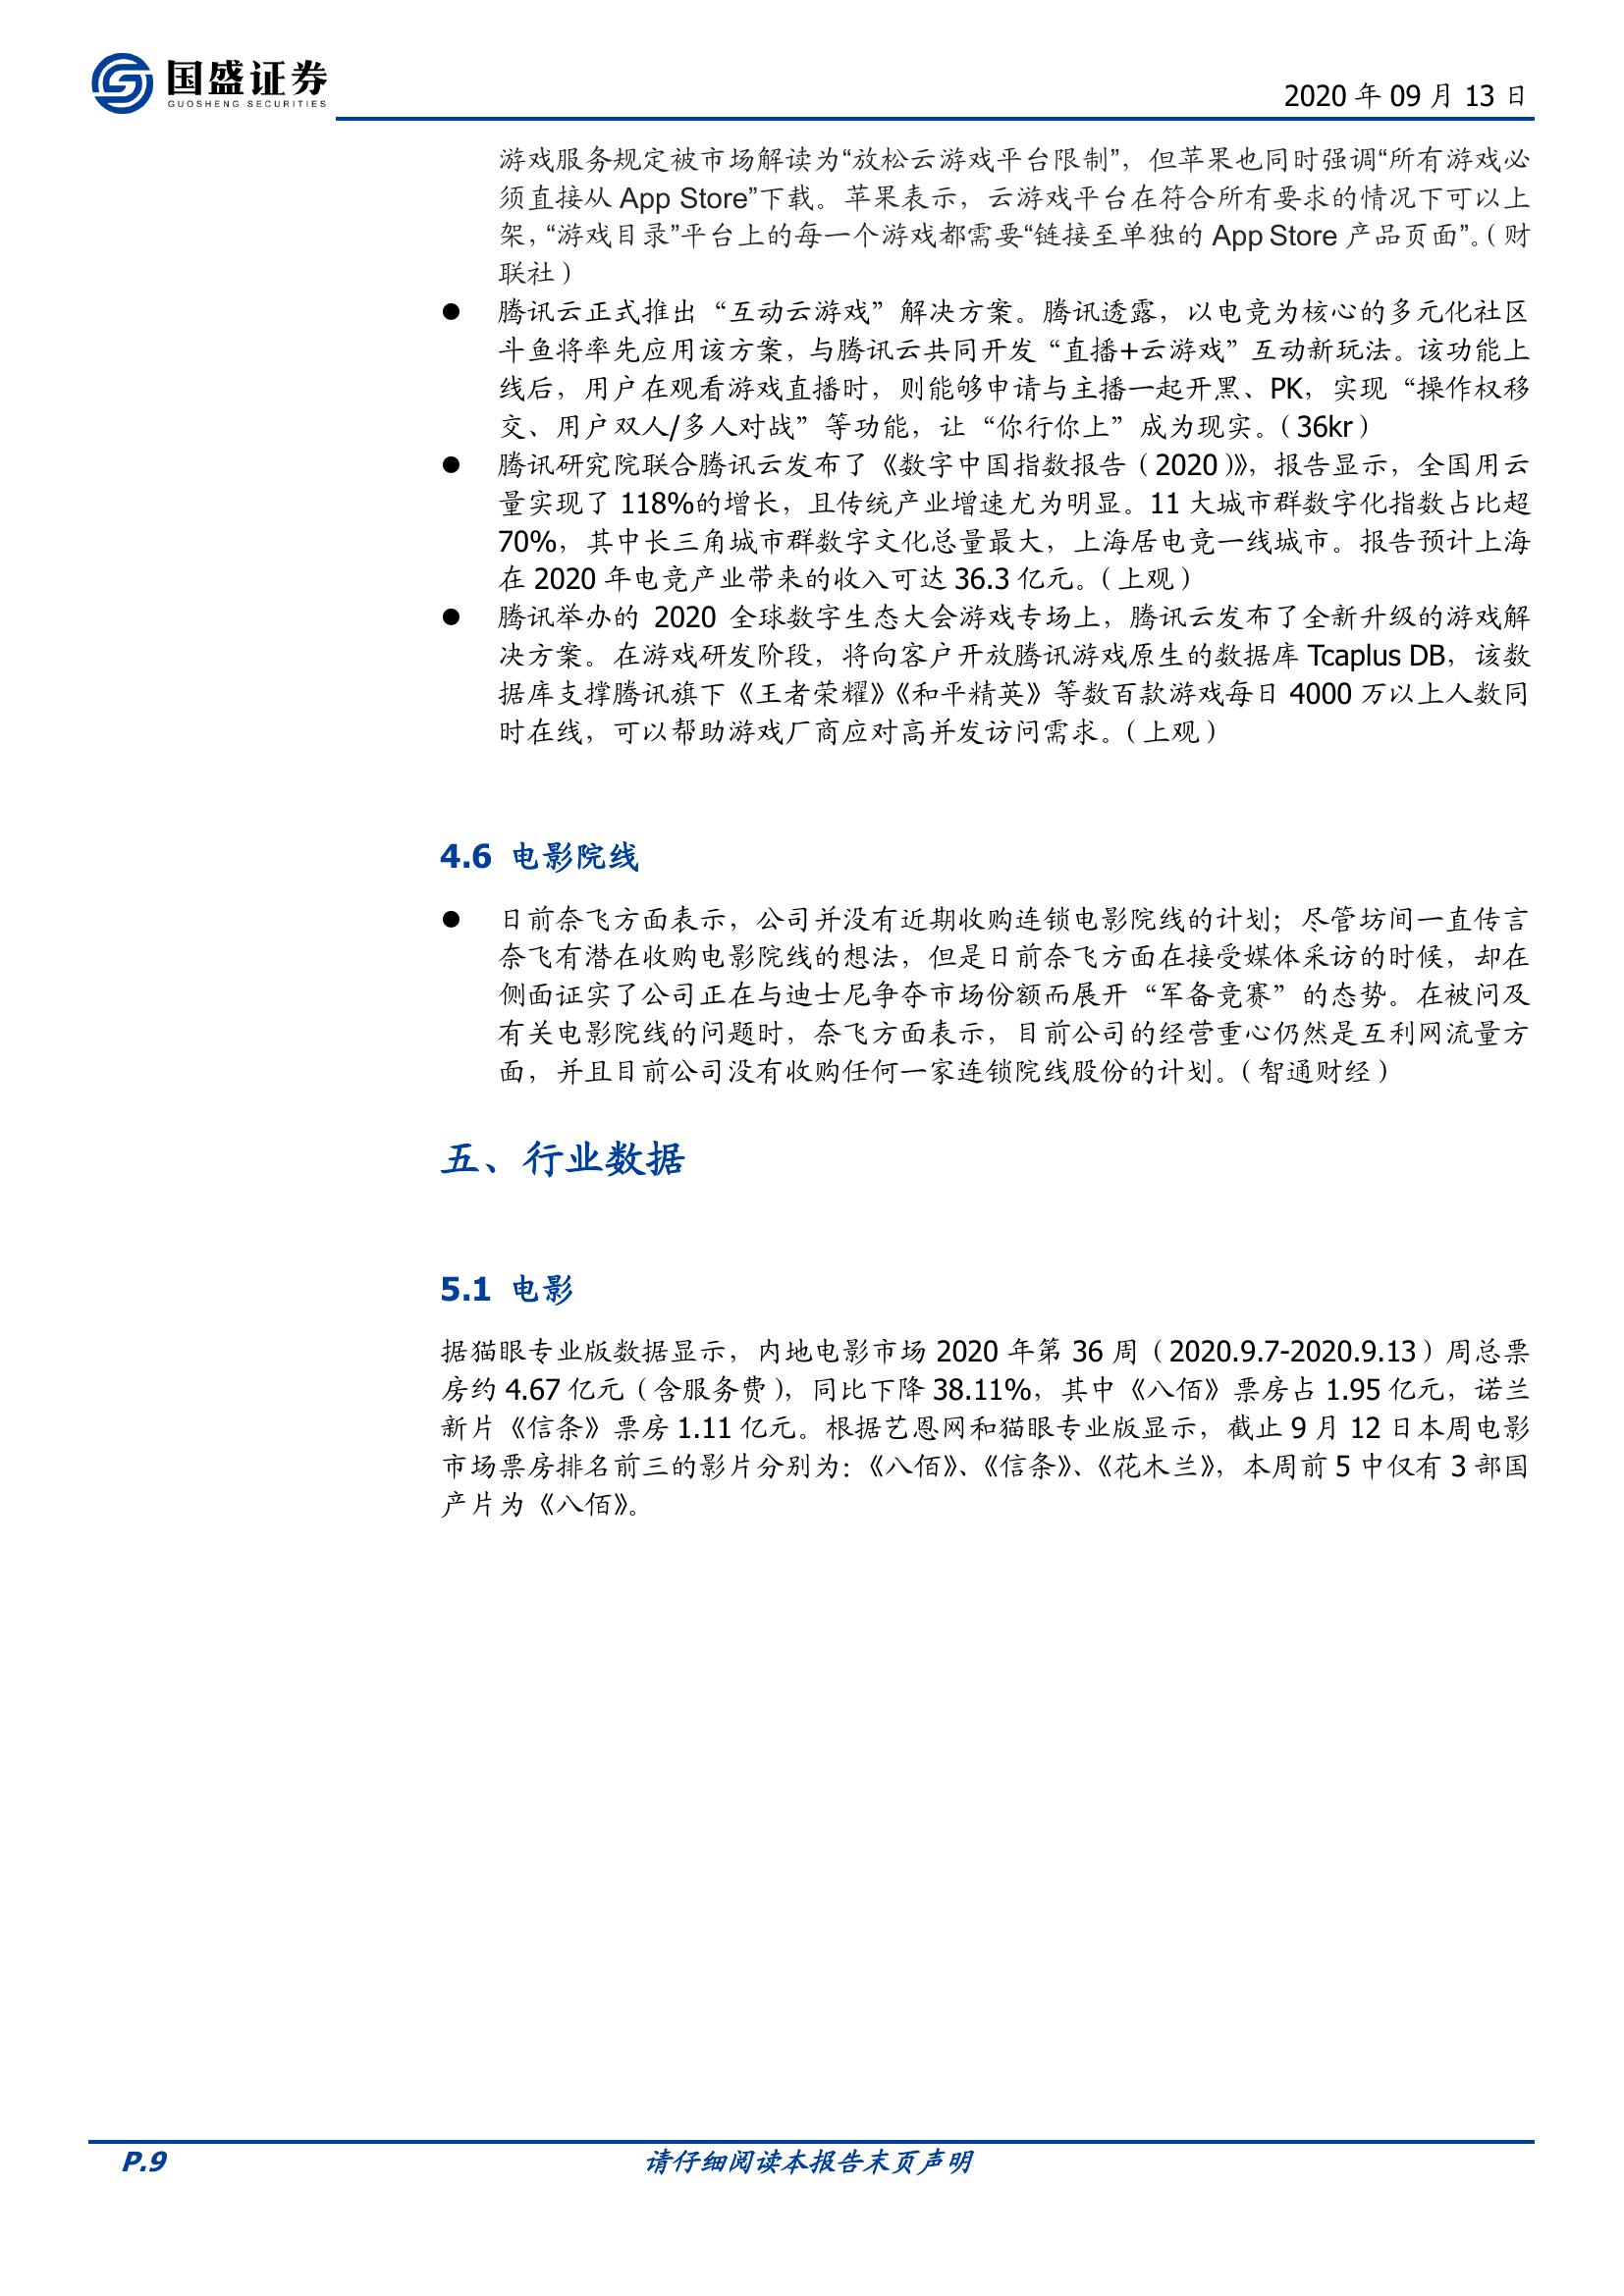 国盛证券
GUOSHENG SECURITIES
2020 年 09 月 13 日
游戏服务规定被市场解读为“放松云游戏平台限制”，但苹果也同时强调“所有游戏必
须直接从 App Store”下载。苹果表示，云游戏平台在符合所有要求的情况下可以上
架，“游戏目录”平台上的每一个游戏都需要“链接至单独的 App Store 产品页面”。（财
联社）
● 腾讯云正式推出“互动云游戏”解决方案。腾讯透露，以电竞为核心的多元化社区
斗鱼将率先应用该方案，与腾讯云共同开发“直播+云游戏”互动新玩法。该功能上
线后，用户在观看游戏直播时，则能够申请与主播一起开黑、PK，实现“操作权移
交、用户双人/多人对战”等功能，让“你行你上”成为现实。（36kr）
● 腾讯研究院联合腾讯云发布了《数字中国指数报告（2020）》，报告显示，全国用云
量实现了 118%的增长，且传统产业增速尤为明显。11 大城市群数字化指数占比超
70%，其中长三角城市群数字文化总量最大，上海居电竞一线城市。报告预计上海
在 2020 年电竞产业带来的收入可达 36.3 亿元。（上观）
● 腾讯举办的 2020 全球数字生态大会游戏专场上，腾讯云发布了全新升级的游戏解
决方案。在游戏研发阶段，将向客户开放腾讯游戏原生的数据库 Tcaplus DB，该数
据库支撑腾讯旗下《王者荣耀》《和平精英》等数百款游戏每日 4000 万以上人数同
时在线，可以帮助游戏厂商应对高并发访问需求。（上观）
4.6 电影院线
● 日前奈飞方面表示，公司并没有近期收购连锁电影院线的计划；尽管坊间一直传言
奈飞有潜在收购电影院线的想法，但是日前奈飞方面在接受媒体采访的时候，却在
侧面证实了公司正在与迪士尼争夺市场份额而展开“军备竞赛”的态势。在被问及
有关电影院线的问题时，奈飞方面表示，目前公司的经营重心仍然是互利网流量方
面，并且目前公司没有收购任何一家连锁院线股份的计划。（智通财经）
五、行业数据
5.1 电影
据猫眼专业版数据显示，内地电影市场 2020 年第 36 周（2020.9.7-2020.9.13）周总票
房约 4.67 亿元（含服务费），同比下降 38.11%，其中《八佰》票房占 1.95 亿元，诺兰
新片《信条》票房 1.11 亿元。根据艺恩网和猫眼专业版显示，截止 9 月 12 日本周电影
市场票房排名前三的影片分别为：《八佰》、《信条》、《花木兰》，本周前 5 中仅有 3 部国
产片为《八佰》。
P.9
请仔细阅读本报告末页声明